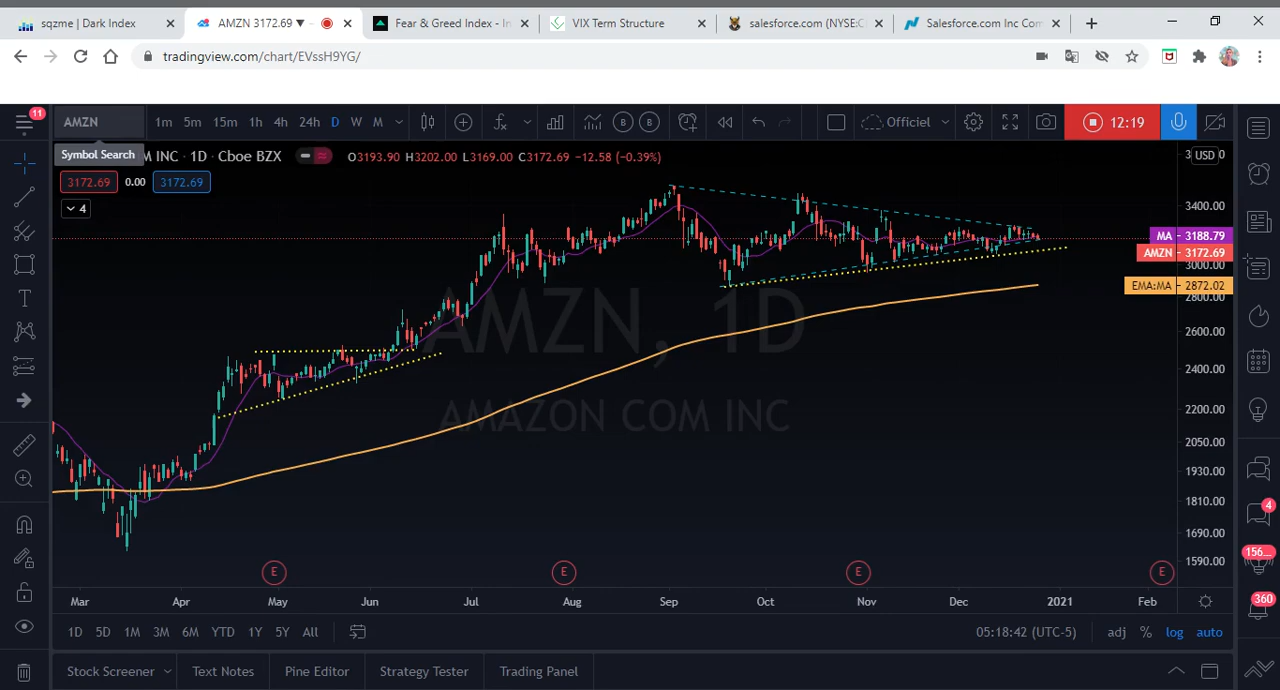 sqzme | Dark Index
AMZN 3172.69 ▼
Fear & Greed Index - In
VIX Term Structure
salesforce.com (NYSE:C
Salesforce.com Inc Com
tradingview.com/chart/EVssH9YG/
11
AMZN
1m 5m 15m 1h 4h 24h D W M
B B
Officiel
12:19
Symbol Search
M INC · 1D · Cboe BZX
O3193.90 H3202.00 L3169.00 C3172.69 −12.58 (−0.39%)
USD
3172.69 0.00 3172.69
4
3400.00
MA 3188.79
AMZN 3172.69
3000.00
EMA:MA 2872.02
2800.00
AMZN, 1D
2600.00
2400.00
AMAZON COM INC
2200.00
2050.00
1930.00
1810.00
1690.00
1590.00
4
156...
360
E E E E
Mar Apr May Jun Jul Aug Sep Oct Nov Dec 2021 Feb
1D 5D 1M 3M 6M YTD 1Y 5Y All
05:18:42 (UTC-5) adj % log auto
Stock Screener Text Notes Pine Editor Strategy Tester Trading Panel